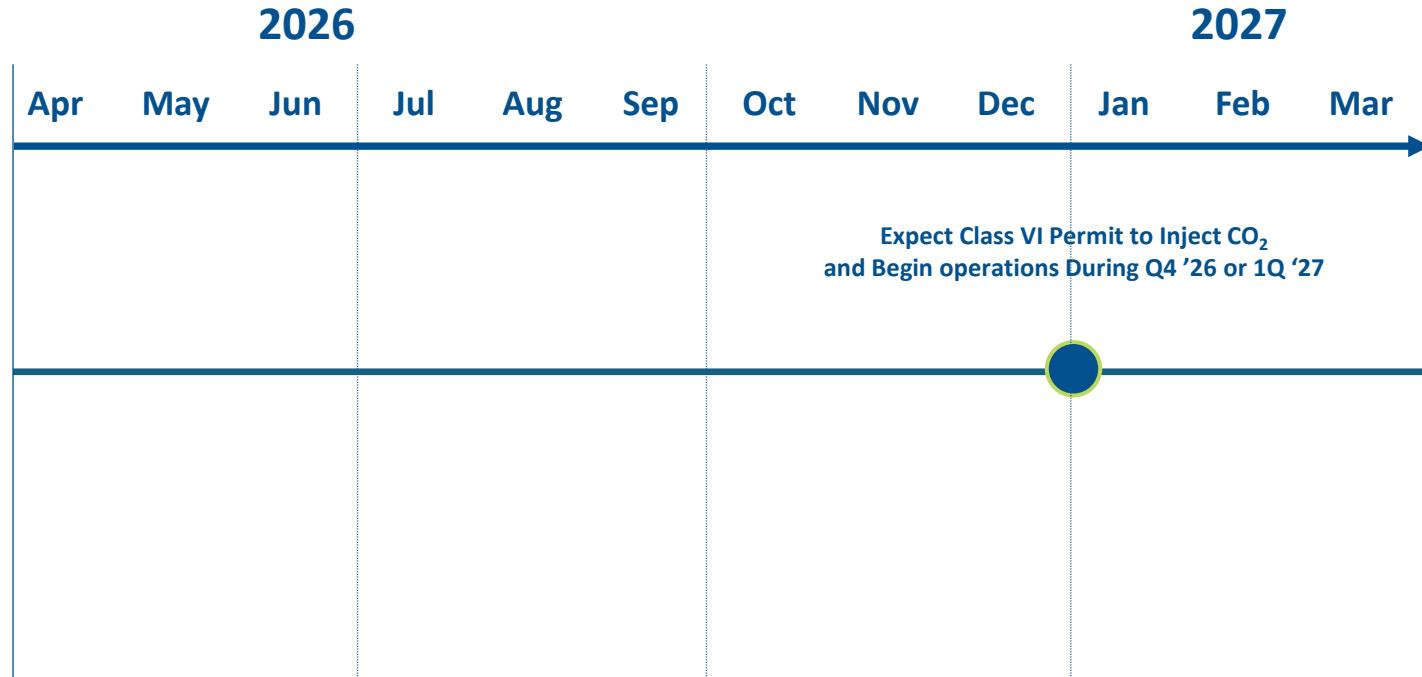 2026 2027
Apr May Jun Jul Aug Sep Oct Nov Dec Jan Feb Mar
Expect Class VI Permit to Inject CO₂
and Begin operations During Q4 ’26 or 1Q ‘27